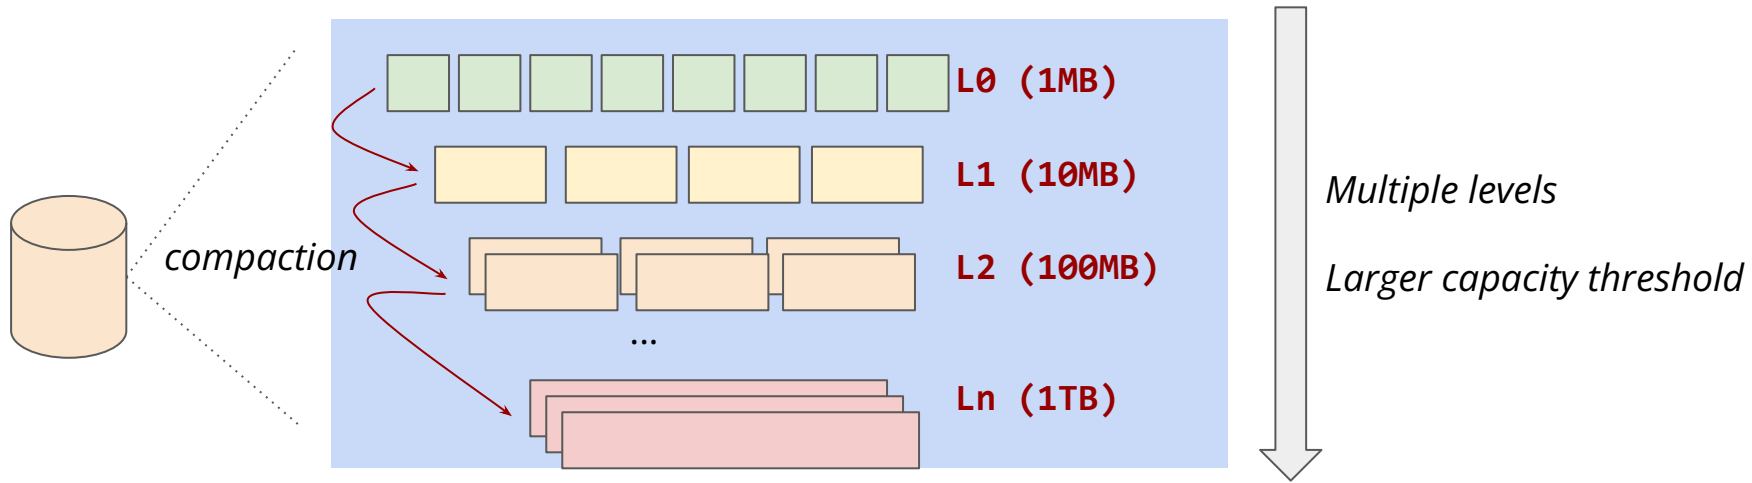 L0 (1MB)
L1 (10MB)
Multiple levels
compaction
L2 (100MB)
Larger capacity threshold
...
Ln (1TB)